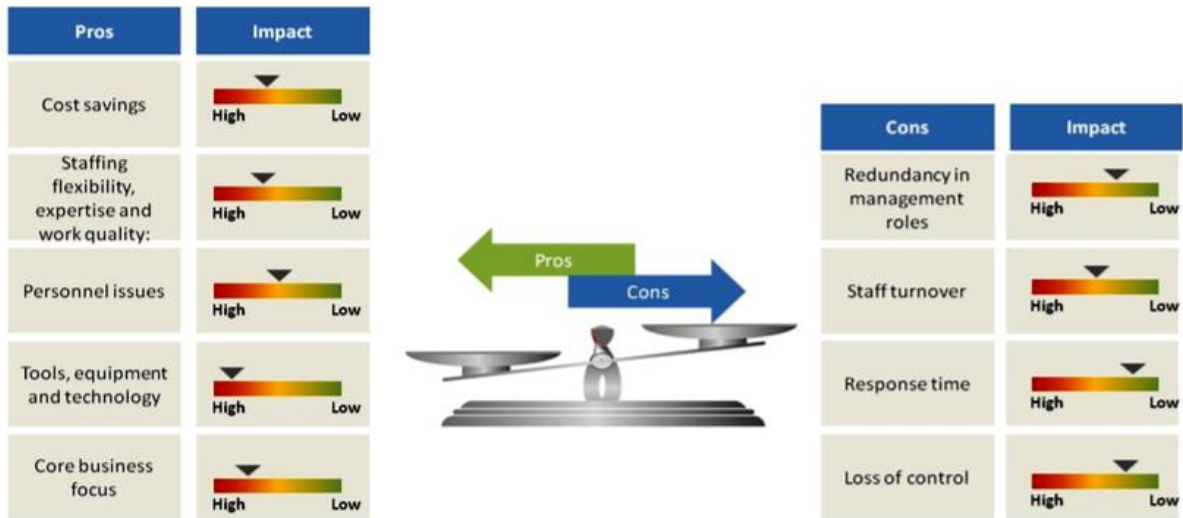 Pros
Impact
Cost savings
High
Low
Staffing
flexibility,
expertise and
work quality:
High
Low
Personnel issues
High
Low
Tools, equipment
and technology
High
Low
Core business
focus
High
Low
Pros
Cons
Cons
Impact
Redundancy in
management
roles
High
Low
Staff turnover
High
Low
Response time
High
Low
Loss of control
High
Low